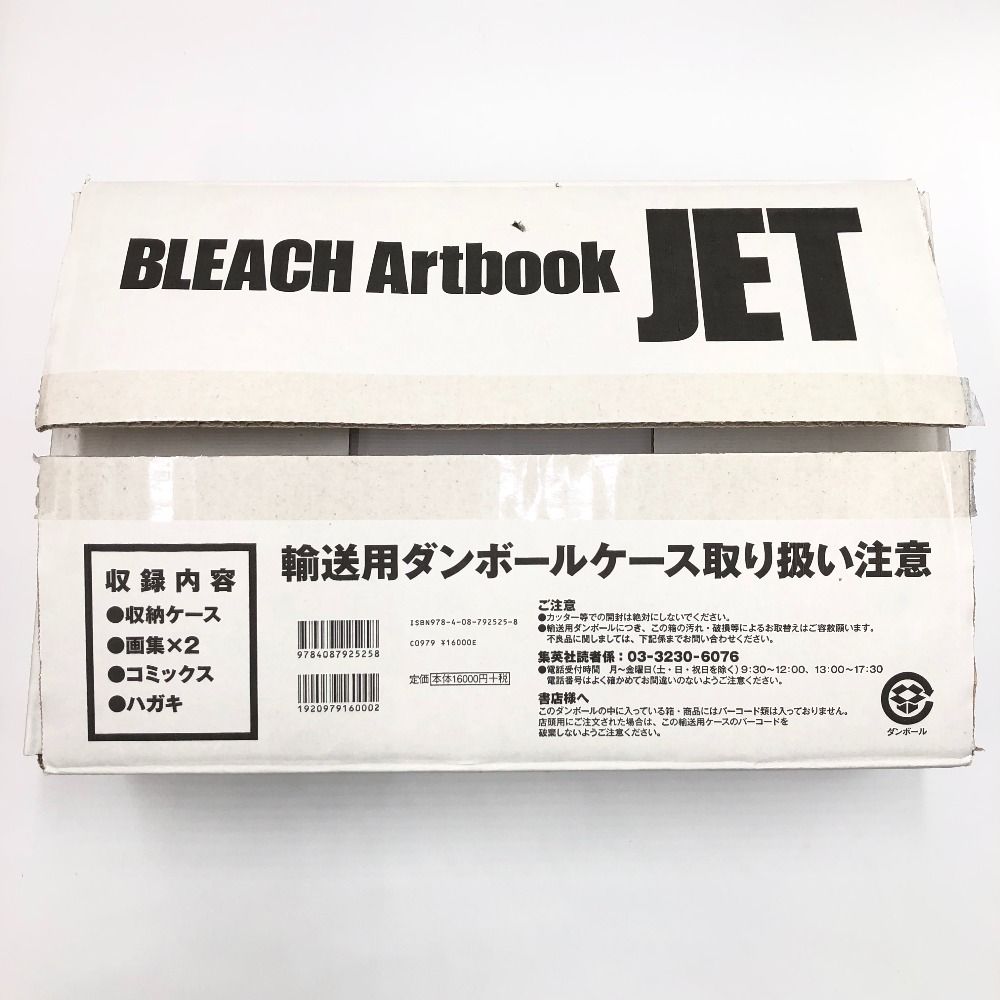 BLEACH Artbook JET
輸送用ダンボールケース取り扱い注意
収録内容
●収納ケース
●画集×2
●コミックス
●ハガキ
9784087925258
1920979160002
ISBN978-4-08-792525-8
C0979 ¥16000E
定価 本体16000円+税
ご注意
●カッター等での開封は絶対にしないでください。
●輸送用ダンボールにつき、この箱の汚れ・破損等によるお取替えはご容赦願います。
不良品に関しましては、下記係までお問い合わせください。
集英社読者係：03-3230-6076
●電話受付時間 月～金曜日(土・日・祝日を除く) 9:30～12:00、13:00～17:30
電話番号はよく確かめてお間違いのないようご注意ください。
書店様へ
このダンボールの中に入っている箱・商品にはバーコード類は入っておりません。
店頭用にご注文された場合は、この輸送用ケースのバーコードを
破棄しないようご注意ください。
ダンボール